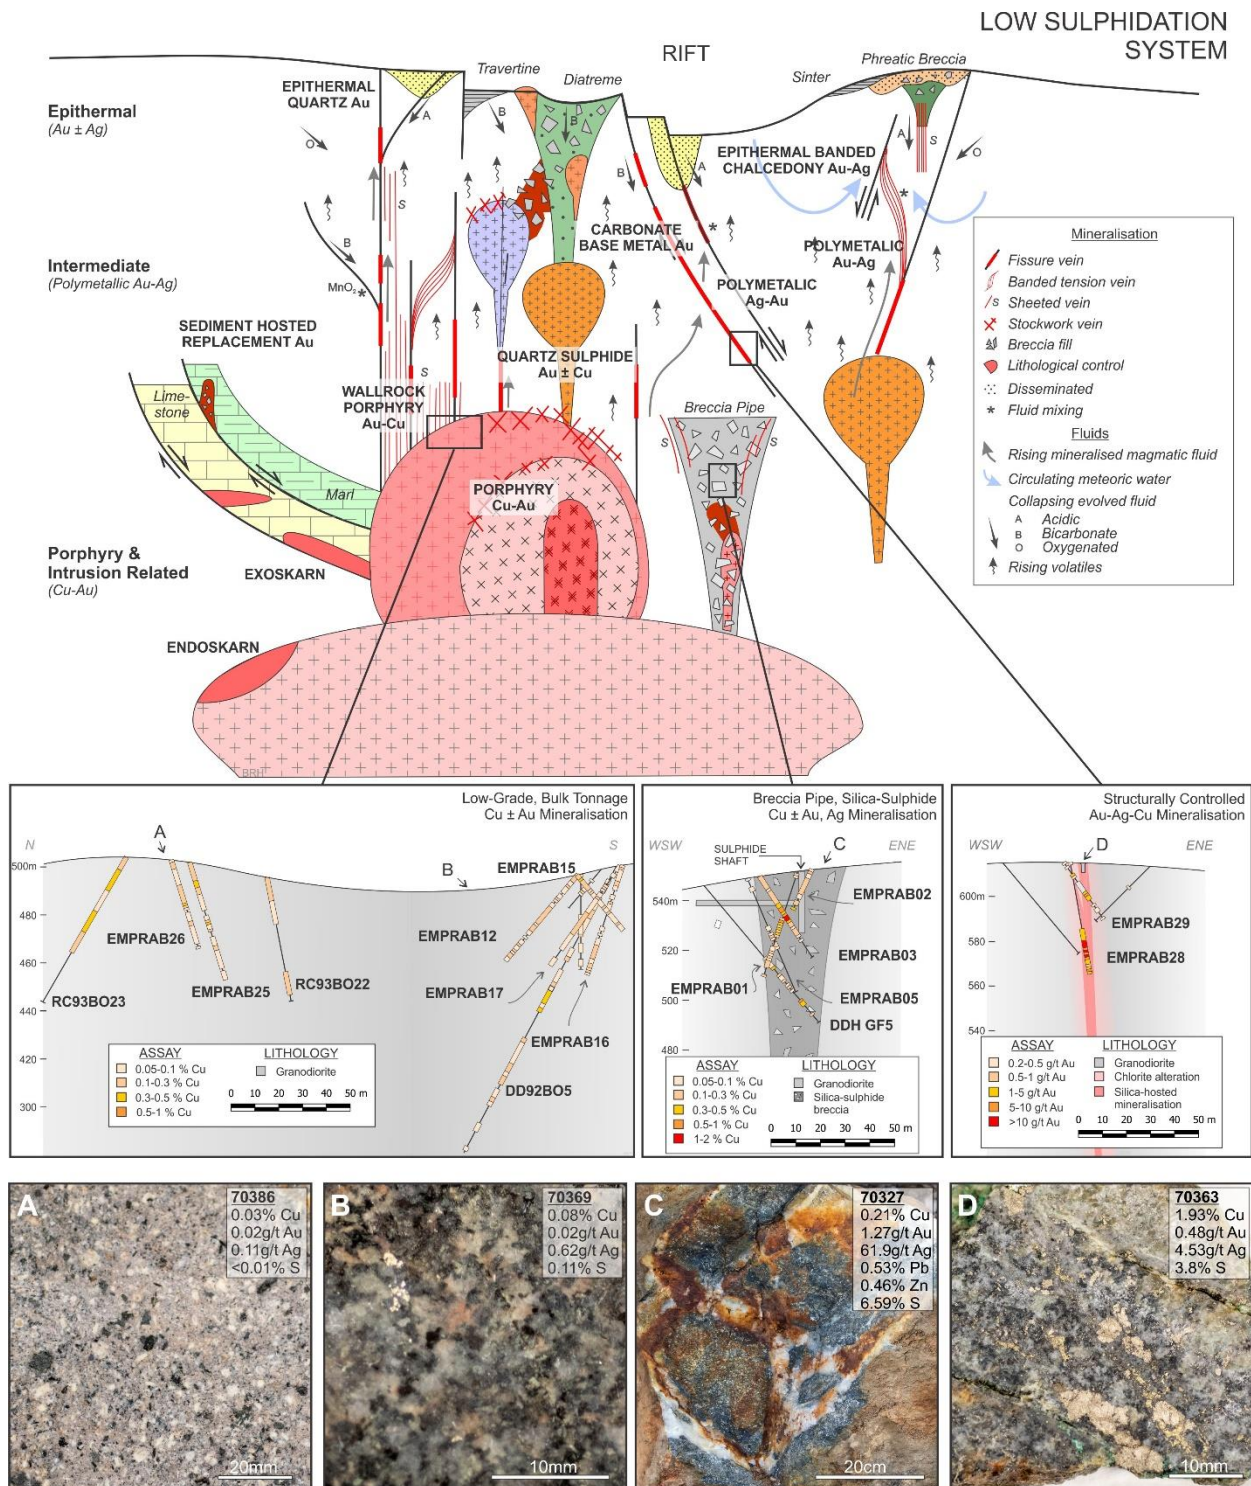 LOW SULPHIDATION
SYSTEM
RIFT
Phreatic Breccia
Travertine
Diatreme
Sinter
EPITHERMAL
QUARTZ Au
Epithermal
(Au ± Ag)
A
B
B
A
B
A
S
O
O
EPITHERMAL BANDED
CHALCEDONY Au-Ag
S
CARBONATE
BASE METAL Au
POLYMETALIC
Au-Ag
Intermediate
(Polymetallic Au-Ag)
B
MnO₂*
*
*
POLYMETALIC
Ag-Au
SEDIMENT HOSTED
REPLACEMENT Au
QUARTZ SULPHIDE
Au ± Cu
S
WALLROCK
PORPHYRY
Au-Cu
Lime-
stone
Breccia Pipe
S
S
Marl
PORPHYRY
Cu-Au
Porphyry &
Intrusion Related
(Cu-Au)
EXOSKARN
ENDOSKARN
BRH
Mineralisation
Fissure vein
Banded tension vein
S Sheeted vein
Stockwork vein
Breccia fill
Lithological control
Disseminated
* Fluid mixing
Fluids
Rising mineralised magmatic fluid
Circulating meteoric water
Collapsing evolved fluid
A Acidic
B Bicarbonate
O Oxygenated
Rising volatiles
Low-Grade, Bulk Tonnage
Cu ± Au Mineralisation
N
A
B
S
500m
480
460
440
420
300
EMPRAB15
EMPRAB12
EMPRAB26
EMPRAB25
RC93BO22
RC93BO23
EMPRAB17
EMPRAB16
DD92BO5
ASSAY
0.05-0.1 % Cu
0.1-0.3 % Cu
0.3-0.5 % Cu
0.5-1 % Cu
LITHOLOGY
Granodiorite
0 10 20 30 40 50 m
Breccia Pipe, Silica-Sulphide
Cu ± Au, Ag Mineralisation
WSW
SULPHIDE
SHAFT
C
ENE
540m
520
500
480
EMPRAB02
EMPRAB03
EMPRAB01
EMPRAB05
DDH GF5
ASSAY
0.05-0.1 % Cu
0.1-0.3 % Cu
0.3-0.5 % Cu
0.5-1 % Cu
1-2 % Cu
LITHOLOGY
Granodiorite
Silica-sulphide
breccia
0 10 20 30 40 50 m
Structurally Controlled
Au-Ag-Cu Mineralisation
WSW
D
ENE
600m
580
560
540
EMPRAB29
EMPRAB28
ASSAY
0.2-0.5 g/t Au
0.5-1 g/t Au
1-5 g/t Au
5-10 g/t Au
>10 g/t Au
LITHOLOGY
Granodiorite
Chlorite alteration
Silica-hosted
mineralisation
0 10 20 30 40 50 m
A
70386
0.03% Cu
0.02g/t Au
0.11g/t Ag
<0.01% S
20mm
B
70369
0.08% Cu
0.02g/t Au
0.62g/t Ag
0.11% S
10mm
C
70327
0.21% Cu
1.27g/t Au
61.9g/t Ag
0.53% Pb
0.46% Zn
6.59% S
20cm
D
70363
1.93% Cu
0.48g/t Au
4.53g/t Ag
3.8% S
10mm